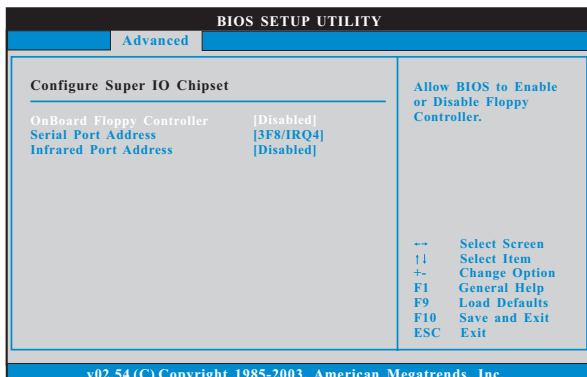 BIOS SETUP UTILITY
Advanced
Configure Super IO Chipset
OnBoard Floppy Controller [Disabled]
Serial Port Address [3F8/IRQ4]
Infrared Port Address [Disabled]
Allow BIOS to Enable
or Disable Floppy
Controller.
←→ Select Screen
↑↓ Select Item
+- Change Option
F1 General Help
F9 Load Defaults
F10 Save and Exit
ESC Exit
v02.54 (C) Copyright 1985-2003, American Megatrends, Inc.